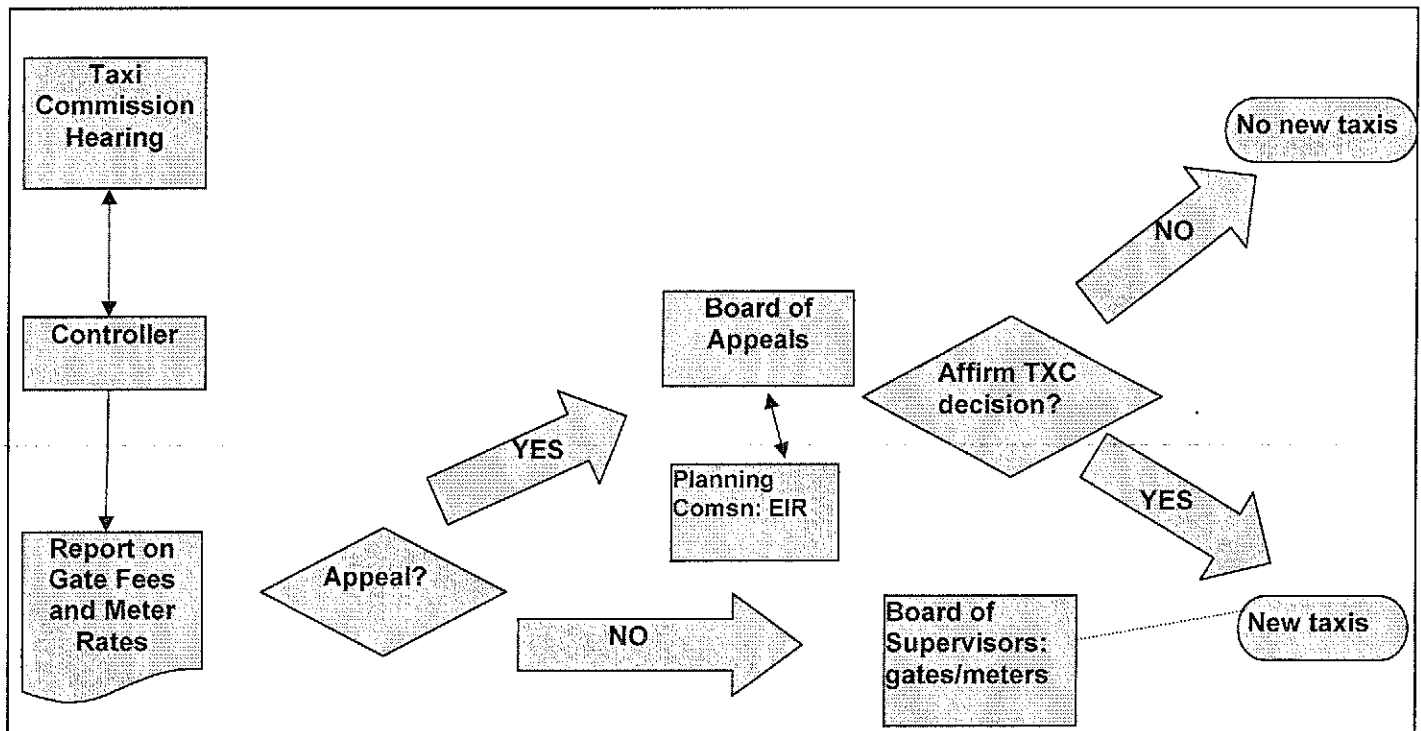 Taxi
Commission
Hearing
Controller
Report on
Gate Fees
and Meter
Rates
Appeal?
YES
NO
Board of
Appeals
Planning
Comsn: EIR
Affirm TXC
decision?
NO
YES
No new taxis
Board of
Supervisors:
gates/meters
New taxis